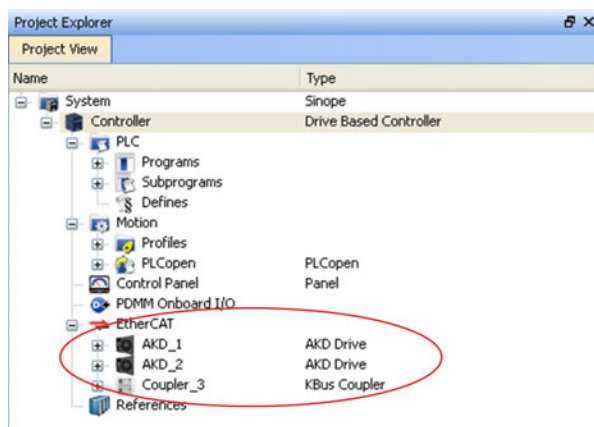 Project Explorer
Project View
Name Type
System Sinope
Controller Drive Based Controller
PLC
Programs
Subprograms
Defines
Motion
Profiles
PLCopen PLCopen
Control Panel Panel
PDMM Onboard I/O
EtherCAT
AKD_1 AKD Drive
AKD_2 AKD Drive
Coupler_3 KBus Coupler
References